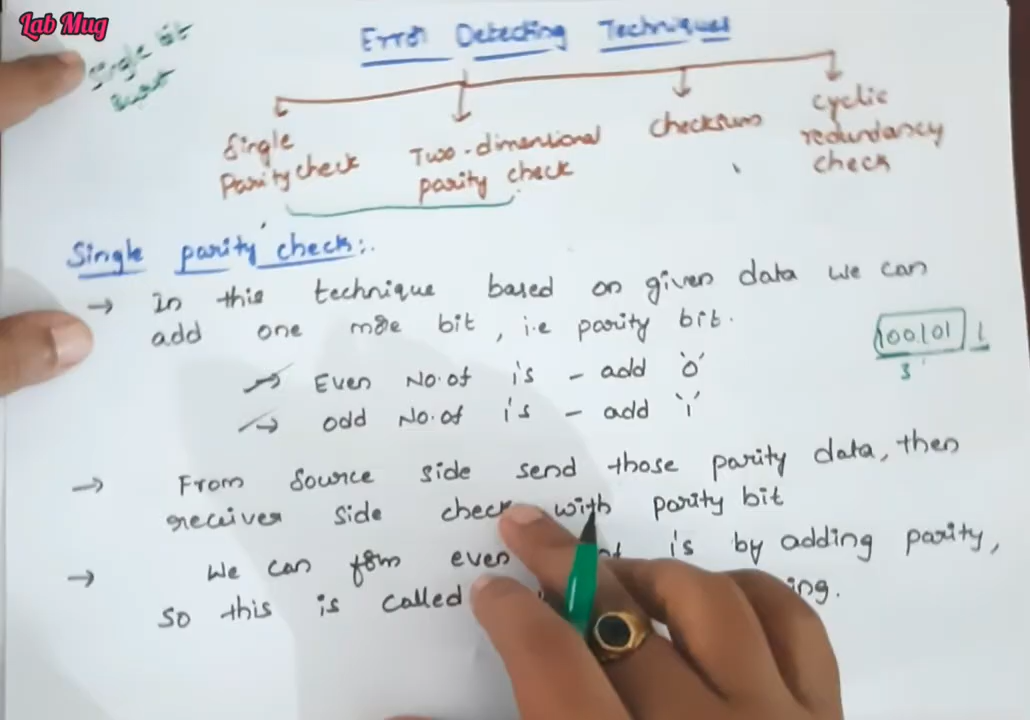 Lab Mug
Single bit
burst
Error Detecting Techniques
Single
Parity check
Two-dimensional
parity check
checksum
cyclic
redundancy
check
Single parity check:.
→ In this technique based on given data we can
add one more bit, i.e parity bit.
→ Even No. of 1's - add '0'
→ odd No. of 1's - add '1'
100101 1
3
→ From Source side send those parity data, then
receiver side check with parity bit
→ We can form even of 1's by adding parity,
so this is called